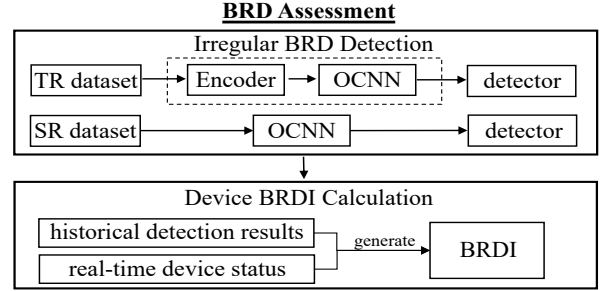 BRD Assessment
Irregular BRD Detection
TR dataset Encoder OCNN detector
SR dataset OCNN detector
Device BRDI Calculation
historical detection results
generate
BRDI
real-time device status